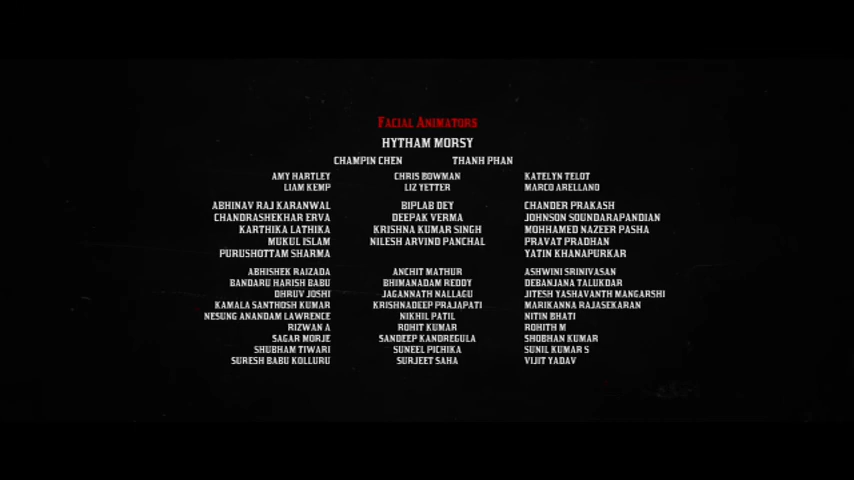 FACIAL ANIMATORS
HYTHAM MORSY
CHAMPIN CHEN THANH PHAN
AMY HARTLEY CHRIS BOWMAN KATELYN TELOT
LIAM KEMP LIZ YETTER MARCO ARELLANO
ABHINAV RAJ KARANWAL BIPLAB DEY CHANDER PRAKASH
CHANDRASHEKHAR ERVA DEEPAK VERMA JOHNSON SOUNDARAPANDIAN
KARTHIKA LATHIKA KRISHNA KUMAR SINGH MOHHAMED NAZEER PASHA
MUKUL ISLAM NILESH ARVIND PANCHAL PRAVAT PRADHAN
PURUSHOTTAM SHARMA YATIN KHANAPURKAR
ABHISHEK RAIZADA ANCHIT MATHUR ASHWINI SRINIVASAN
BANDARU HARISH BABU BHIMANADAM REDDY DEBANJANA TALUKDAR
DHRUV JOSHI JAGANNATH NALLAGU JITESH YASHAVANTH MANGARSHI
KAMALA SANTHOSH KUMAR KRISHNADEEP PRAJAPATI MARIKANNA RAJASEKARAN
NESUNG ANANDAM LAWRENCE NIKHIL PATIL NITIN BHATI
RIZWAN A ROHIT KUMAR ROHITH M
SAGAR MORJE SANDEEP KANDREGULA SHOBHAN KUMAR
SHUBHAM TIWARI SUNEEL PICHIKA SUNIL KUMAR S
SURESH BABU KOLLURU SURJEET SAHA VIJIT YADAV